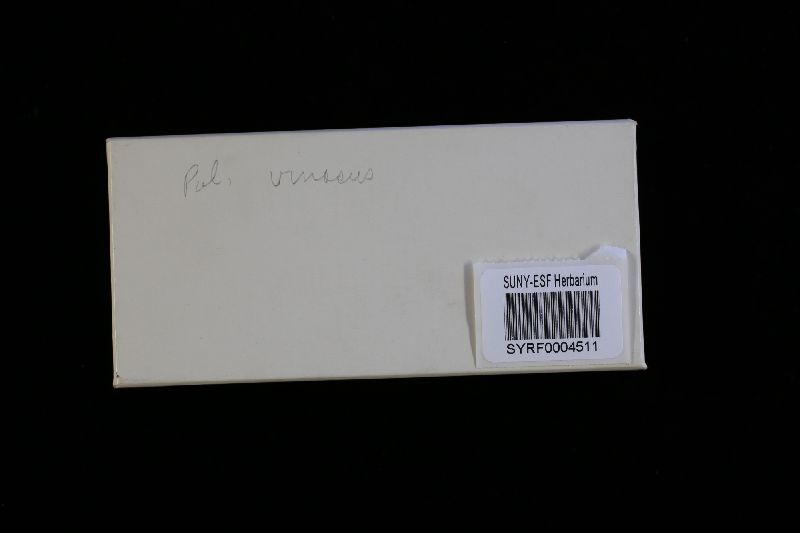 Pol. vinosus
SUNY-ESF Herbarium
SYRF0004511